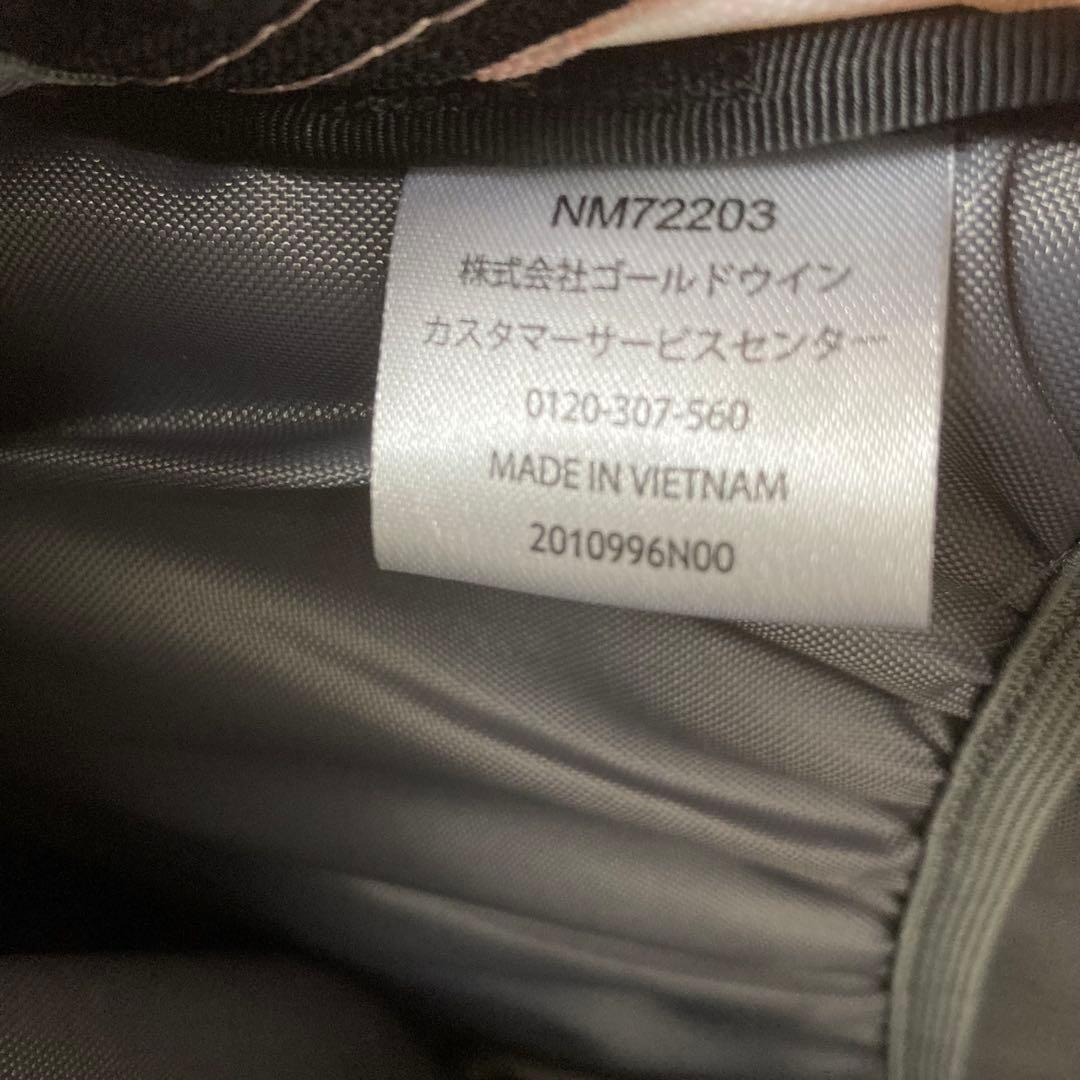 NM72203
株式会社ゴールドウイン
カスタマーサービスセンター
0120-307-560
MADE IN VIETNAM
2010996N00